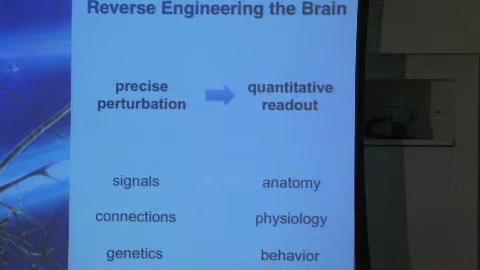 Reverse Engineering the Brain
precise
perturbation
quantitative
readout
signals
anatomy
connections
physiology
genetics
behavior